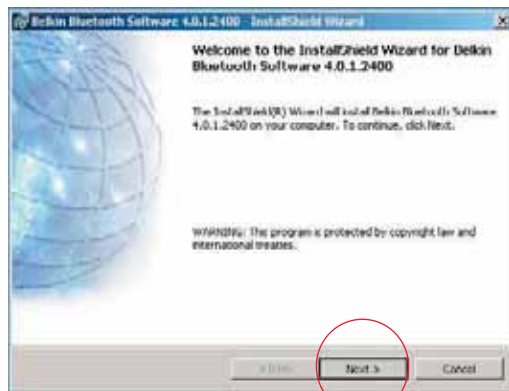 Belkin Bluetooth Software 4.0.1.2400 - InstallShield Wizard
Welcome to the InstallShield Wizard for Belkin
Bluetooth Software 4.0.1.2400
The InstallShield(R) Wizard will install Belkin Bluetooth Software
4.0.1.2400 on your computer. To continue, click Next.
WARNING: This program is protected by copyright law and
international treaties.
< Back
Next >
Cancel